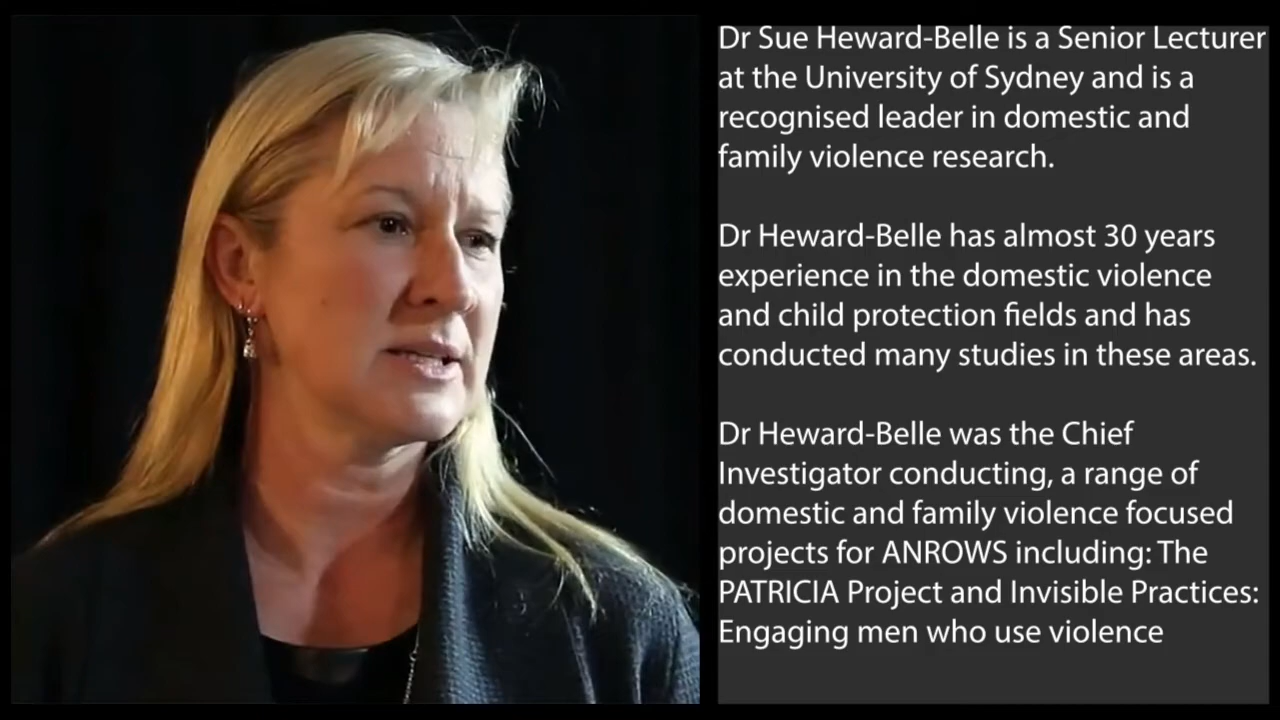 Dr Sue Heward-Belle is a Senior Lecturer
at the University of Sydney and is a
recognised leader in domestic and
family violence research.
Dr Heward-Belle has almost 30 years
experience in the domestic violence
and child protection fields and has
conducted many studies in these areas.
Dr Heward-Belle was the Chief
Investigator conducting, a range of
domestic and family violence focused
projects for ANROWS including: The
PATRICIA Project and Invisible Practices:
Engaging men who use violence